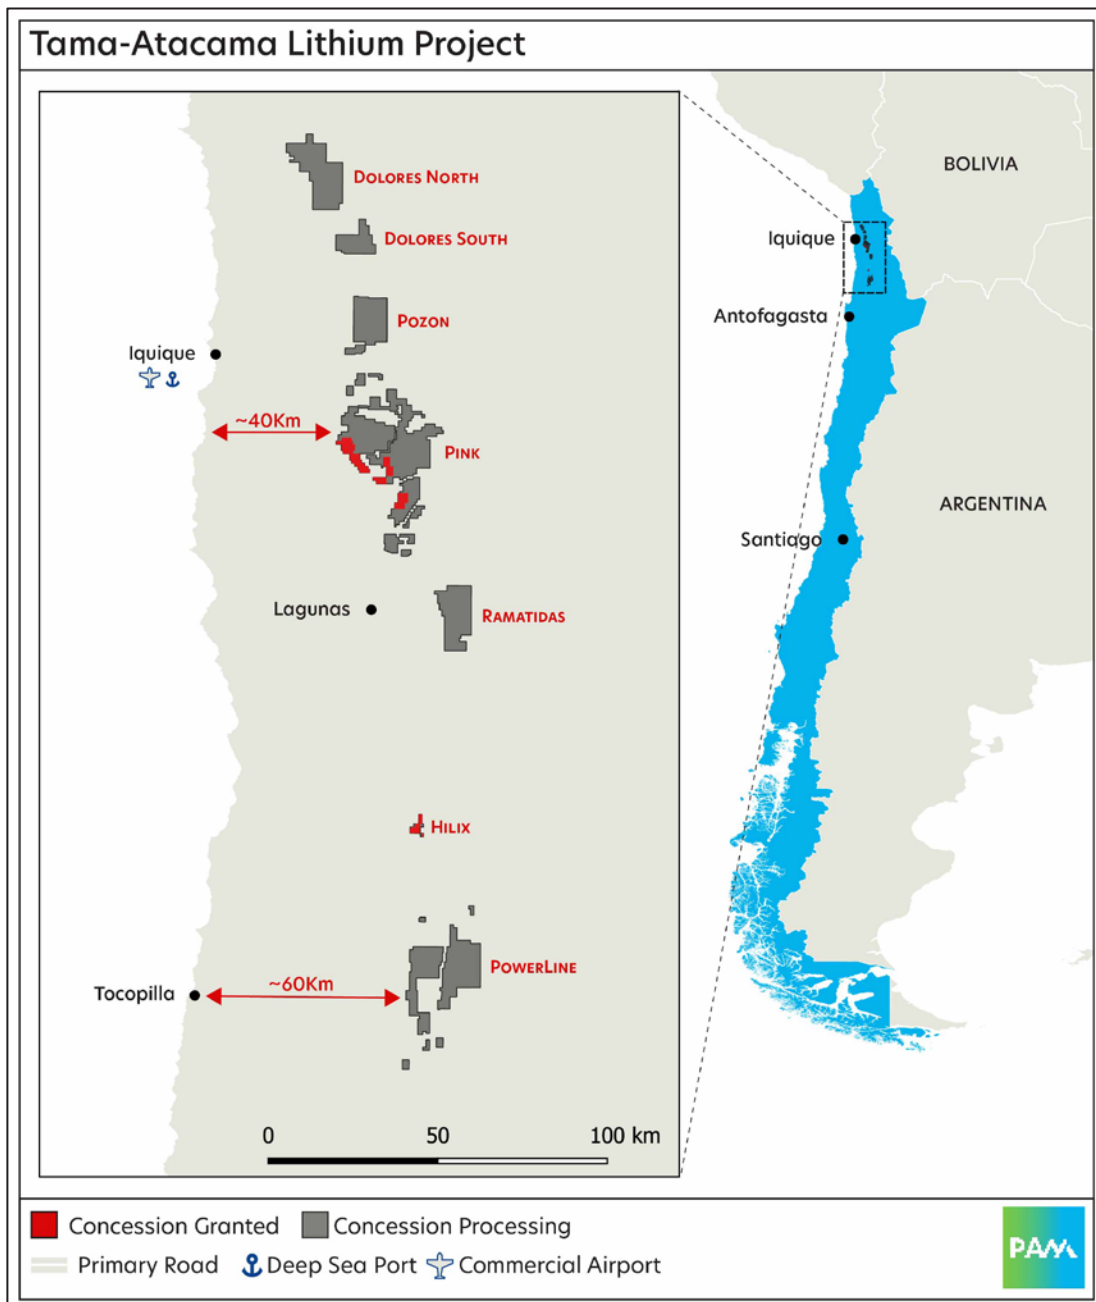 Tama-Atacama Lithium Project
DOLORES NORTH
DOLORES SOUTH
POZON
Iquique
~40Km
PINK
Lagunas
RAMATIDAS
HILIX
POWERLINE
Tocopilla
~60Km
0 50 100 km
BOLIVIA
Iquique
Antofagasta
ARGENTINA
Santiago
Concession Granted Concession Processing
Primary Road Deep Sea Port Commercial Airport
PAM